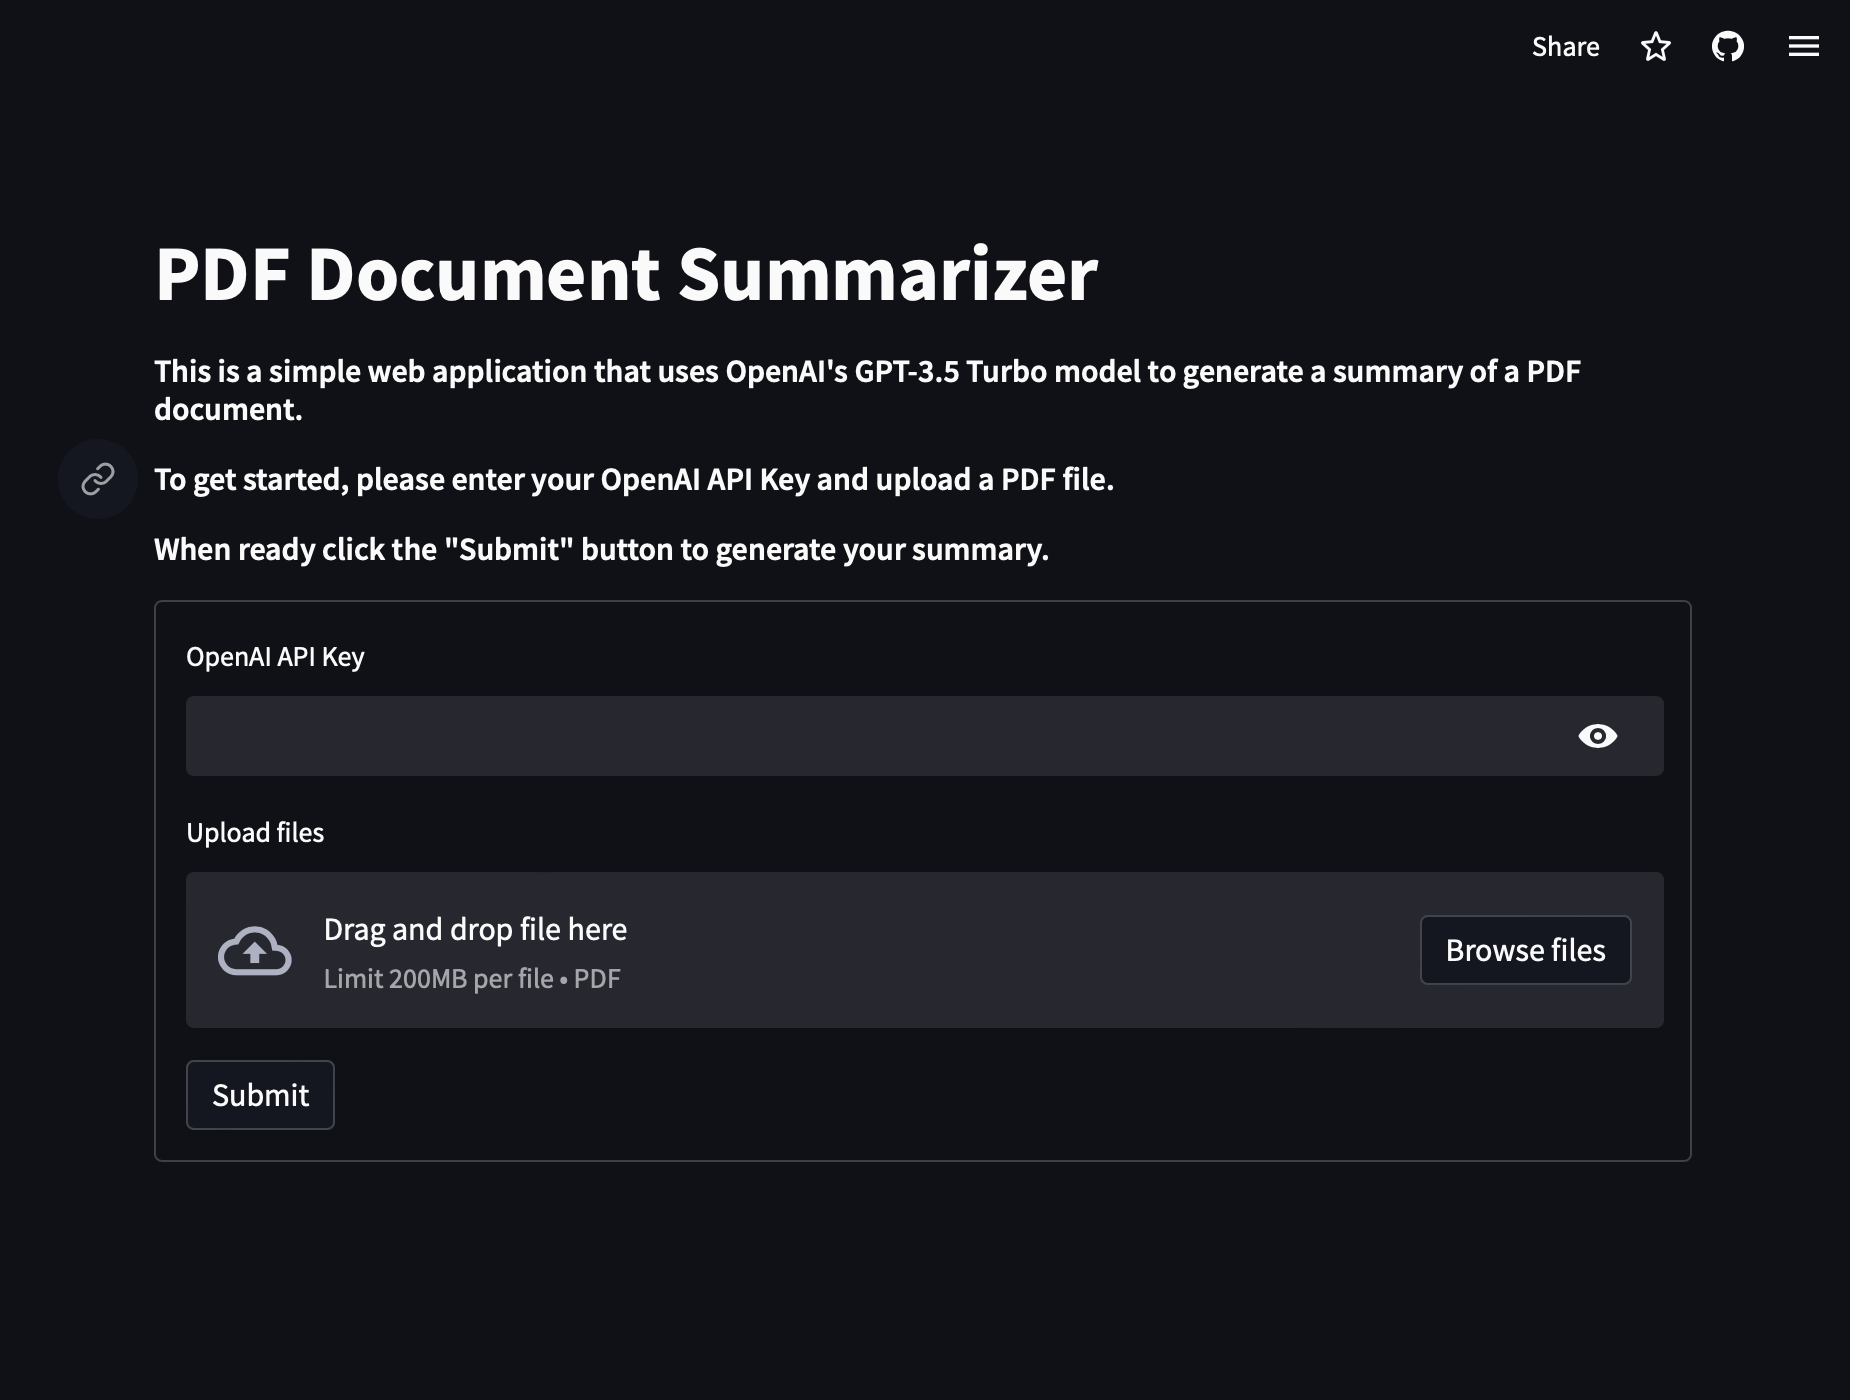 Share
PDF Document Summarizer
This is a simple web application that uses OpenAI's GPT-3.5 Turbo model to generate a summary of a PDF
document.
To get started, please enter your OpenAI API Key and upload a PDF file.
When ready click the "Submit" button to generate your summary.
OpenAI API Key
Upload files
Drag and drop file here
Limit 200MB per file • PDF
Browse files
Submit